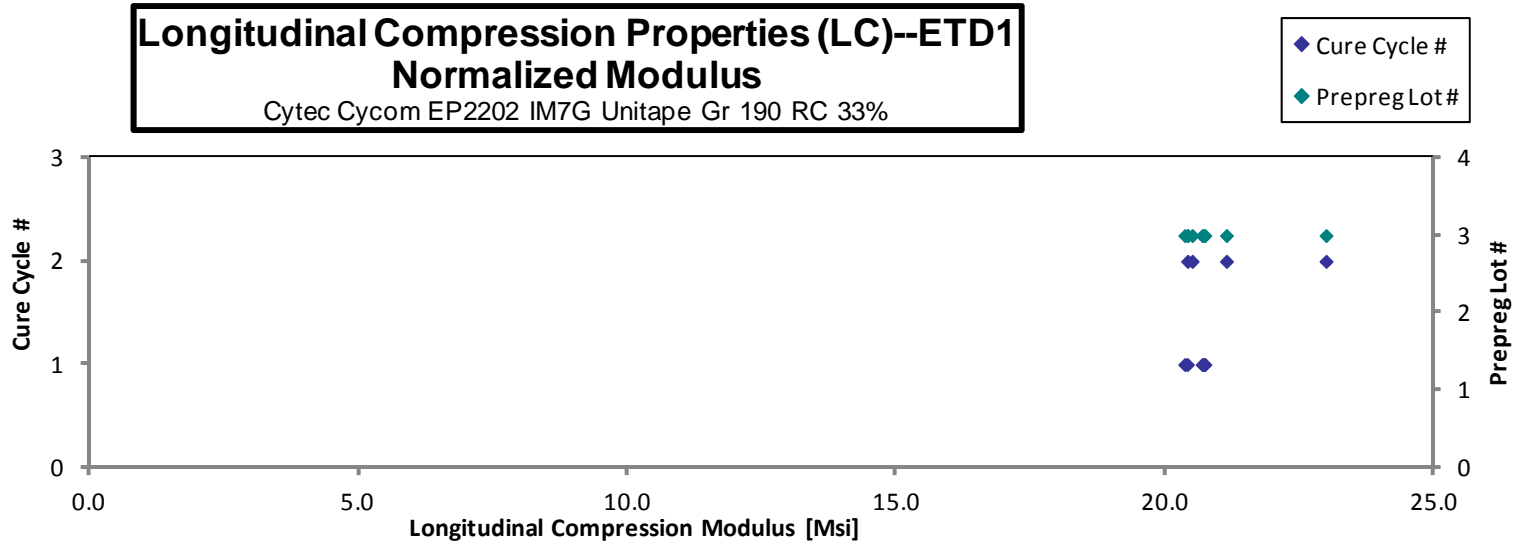 Longitudinal Compression Properties (LC)--ETD1
Normalized Modulus
Cytec Cycom EP2202 IM7G Unitape Gr 190 RC 33%
Cure Cycle #
Prepreg Lot #
3
2
1
0
Cure Cycle #
4
3
2
1
0
Prepreg Lot #
0.0 5.0 10.0 15.0 20.0 25.0
Longitudinal Compression Modulus [Msi]